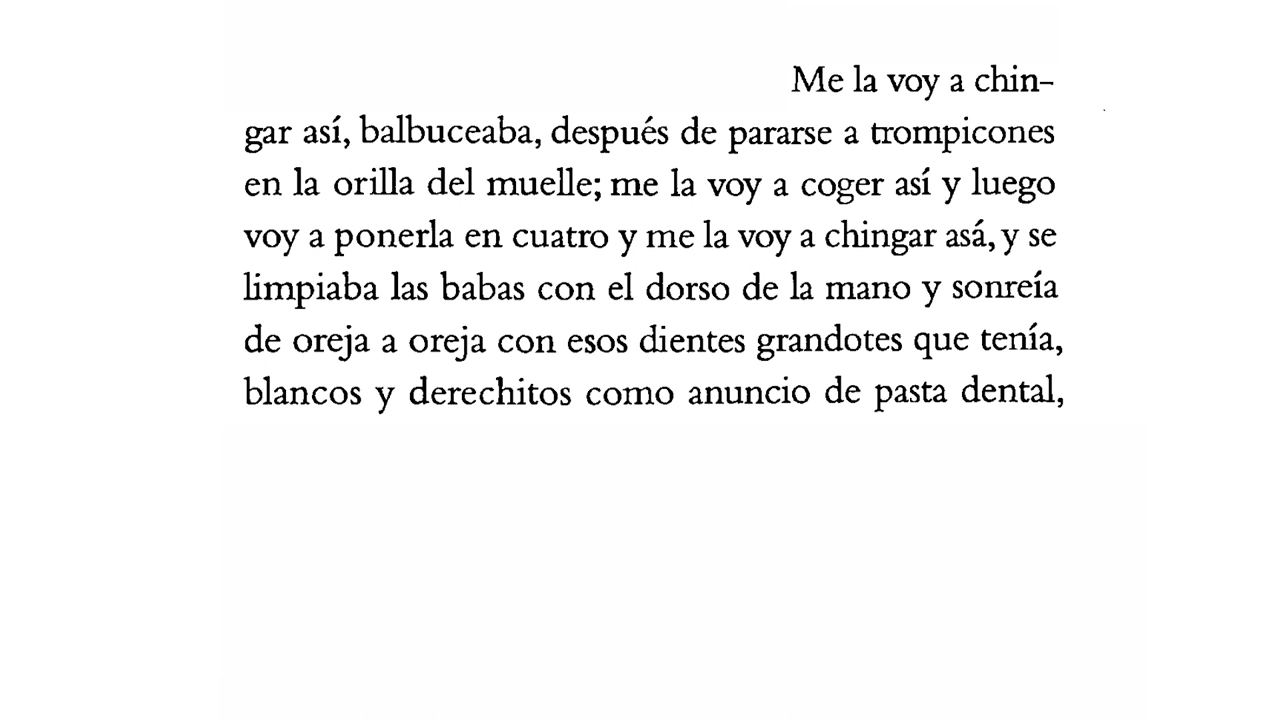 Me la voy a chin-
gar así, balbuceaba, después de pararse a trompicones
en la orilla del muelle; me la voy a coger así y luego
voy a ponerla en cuatro y me la voy a chingar asá, y se
limpiaba las babas con el dorso de la mano y sonreía
de oreja a oreja con esos dientes grandotes que tenía,
blancos y derechitos como anuncio de pasta dental,